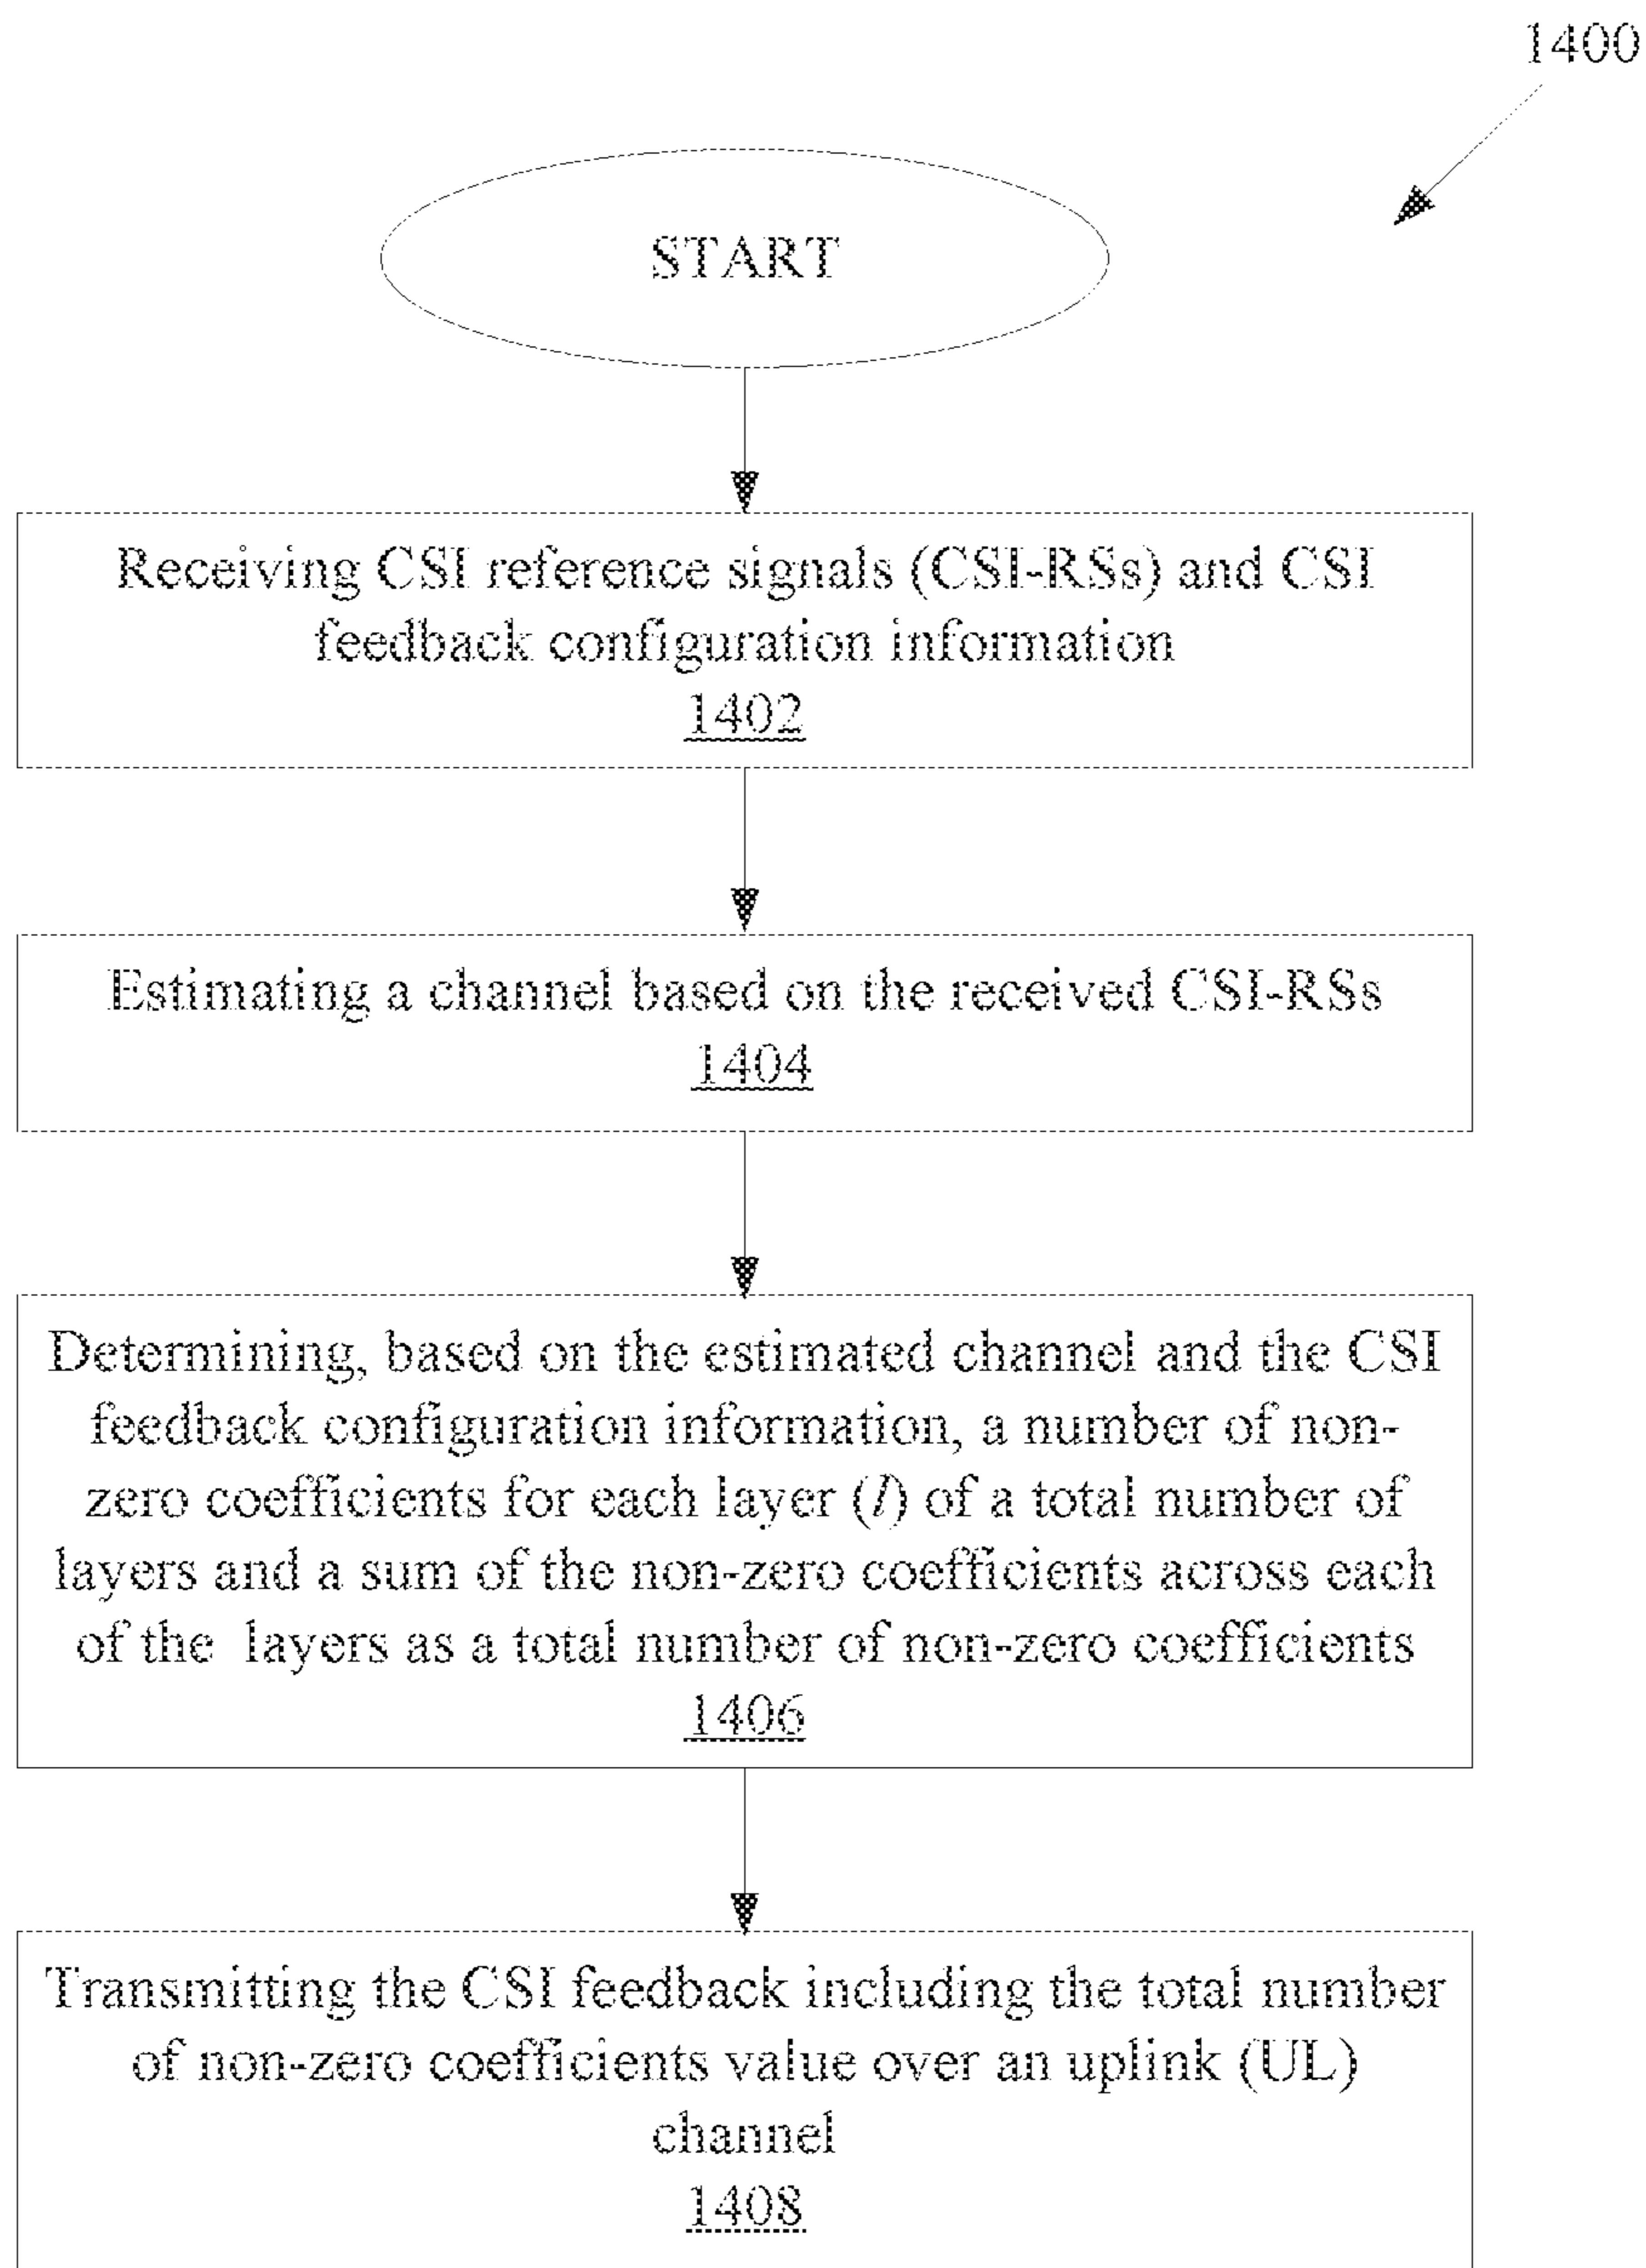 1400
START
Receiving CSI reference signals (CSI-RSs) and CSI
feedback configuration information
1402
Estimating a channel based on the received CSI-RSs
1404
Determining, based on the estimated channel and the CSI
feedback configuration information, a number of non-
zero coefficients for each layer (l) of a total number of
layers and a sum of the non-zero coefficients across each
of the layers as a total number of non-zero coefficients
1406
Transmitting the CSI feedback including the total number
of non-zero coefficients value over an uplink (UL)
channel
1408